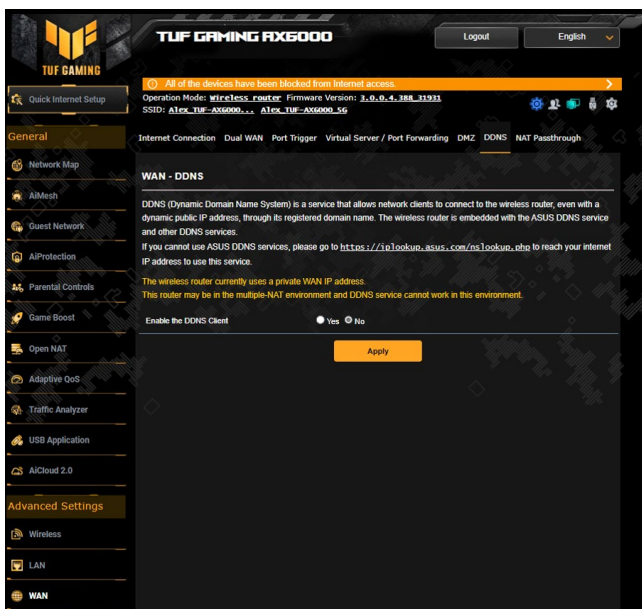 TUF GAMING AX6000
Logout
English
TUF GAMING
All of the devices have been blocked from Internet access.
Quick Internet Setup
Operation Mode: Wireless router Firmware Version: 3.0.0.4.388_31931
SSID: Alex_TUF-AX6000... Alex_TUF-AX6000_5G
General
Internet Connection Dual WAN Port Trigger Virtual Server / Port Forwarding DMZ DDNS NAT Passthrough
Network Map
AiMesh
Guest Network
AiProtection
Parental Controls
Game Boost
Open NAT
Adaptive QoS
Traffic Analyzer
USB Application
AiCloud 2.0
Advanced Settings
Wireless
LAN
WAN
WAN - DDNS
DDNS (Dynamic Domain Name System) is a service that allows network clients to connect to the wireless router, even with a
dynamic public IP address, through its registered domain name. The wireless router is embedded with the ASUS DDNS service
and other DDNS services.
If you cannot use ASUS DDNS services, please go to https://iplookup.asus.com/nslookup.php to reach your internet
IP address to use this service.
The wireless router currently uses a private WAN IP address.
This router may be in the multiple-NAT environment and DDNS service cannot work in this environment.
Enable the DDNS Client Yes No
Apply